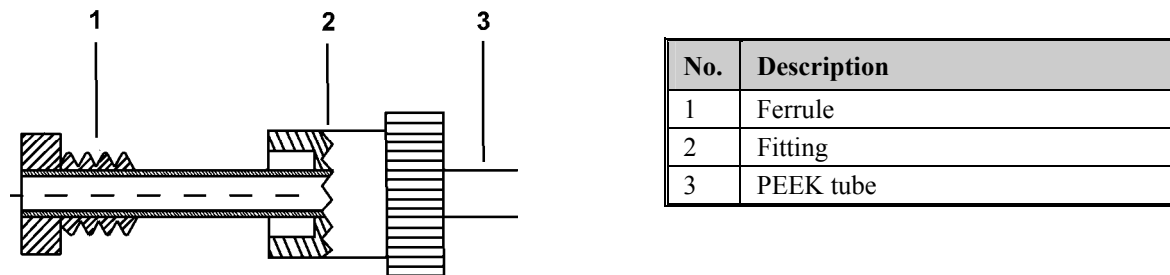 1 2 3
No. Description
1 Ferrule
2 Fitting
3 PEEK tube